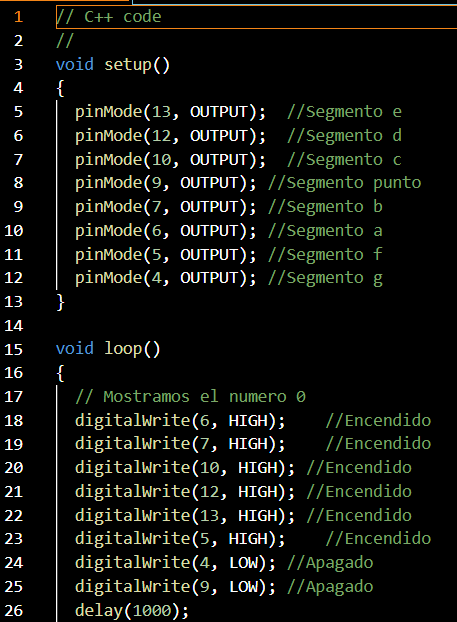 1 // C++ code
2 //
3 void setup()
4 {
5 pinMode(13, OUTPUT); //Segmento e
6 pinMode(12, OUTPUT); //Segmento d
7 pinMode(10, OUTPUT); //Segmento c
8 pinMode(9, OUTPUT); //Segmento punto
9 pinMode(7, OUTPUT); //Segmento b
10 pinMode(6, OUTPUT); //Segmento a
11 pinMode(5, OUTPUT); //Segmento f
12 pinMode(4, OUTPUT); //Segmento g
13 }
14
15 void loop()
16 {
17 // Mostramos el numero 0
18 digitalWrite(6, HIGH); //Encendido
19 digitalWrite(7, HIGH); //Encendido
20 digitalWrite(10, HIGH); //Encendido
21 digitalWrite(12, HIGH); //Encendido
22 digitalWrite(13, HIGH); //Encendido
23 digitalWrite(5, HIGH); //Encendido
24 digitalWrite(4, LOW); //Apagado
25 digitalWrite(9, LOW); //Apagado
26 delay(1000);